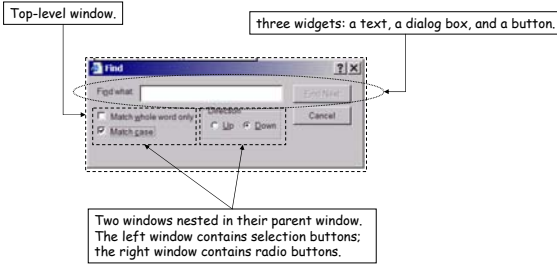 Top-level window.
three widgets: a text, a dialog box, and a button.
Find
Find what:
Find Next
Match whole word only
Direction
Cancel
Up Down
Match case
Two windows nested in their parent window.
The left window contains selection buttons;
the right window contains radio buttons.